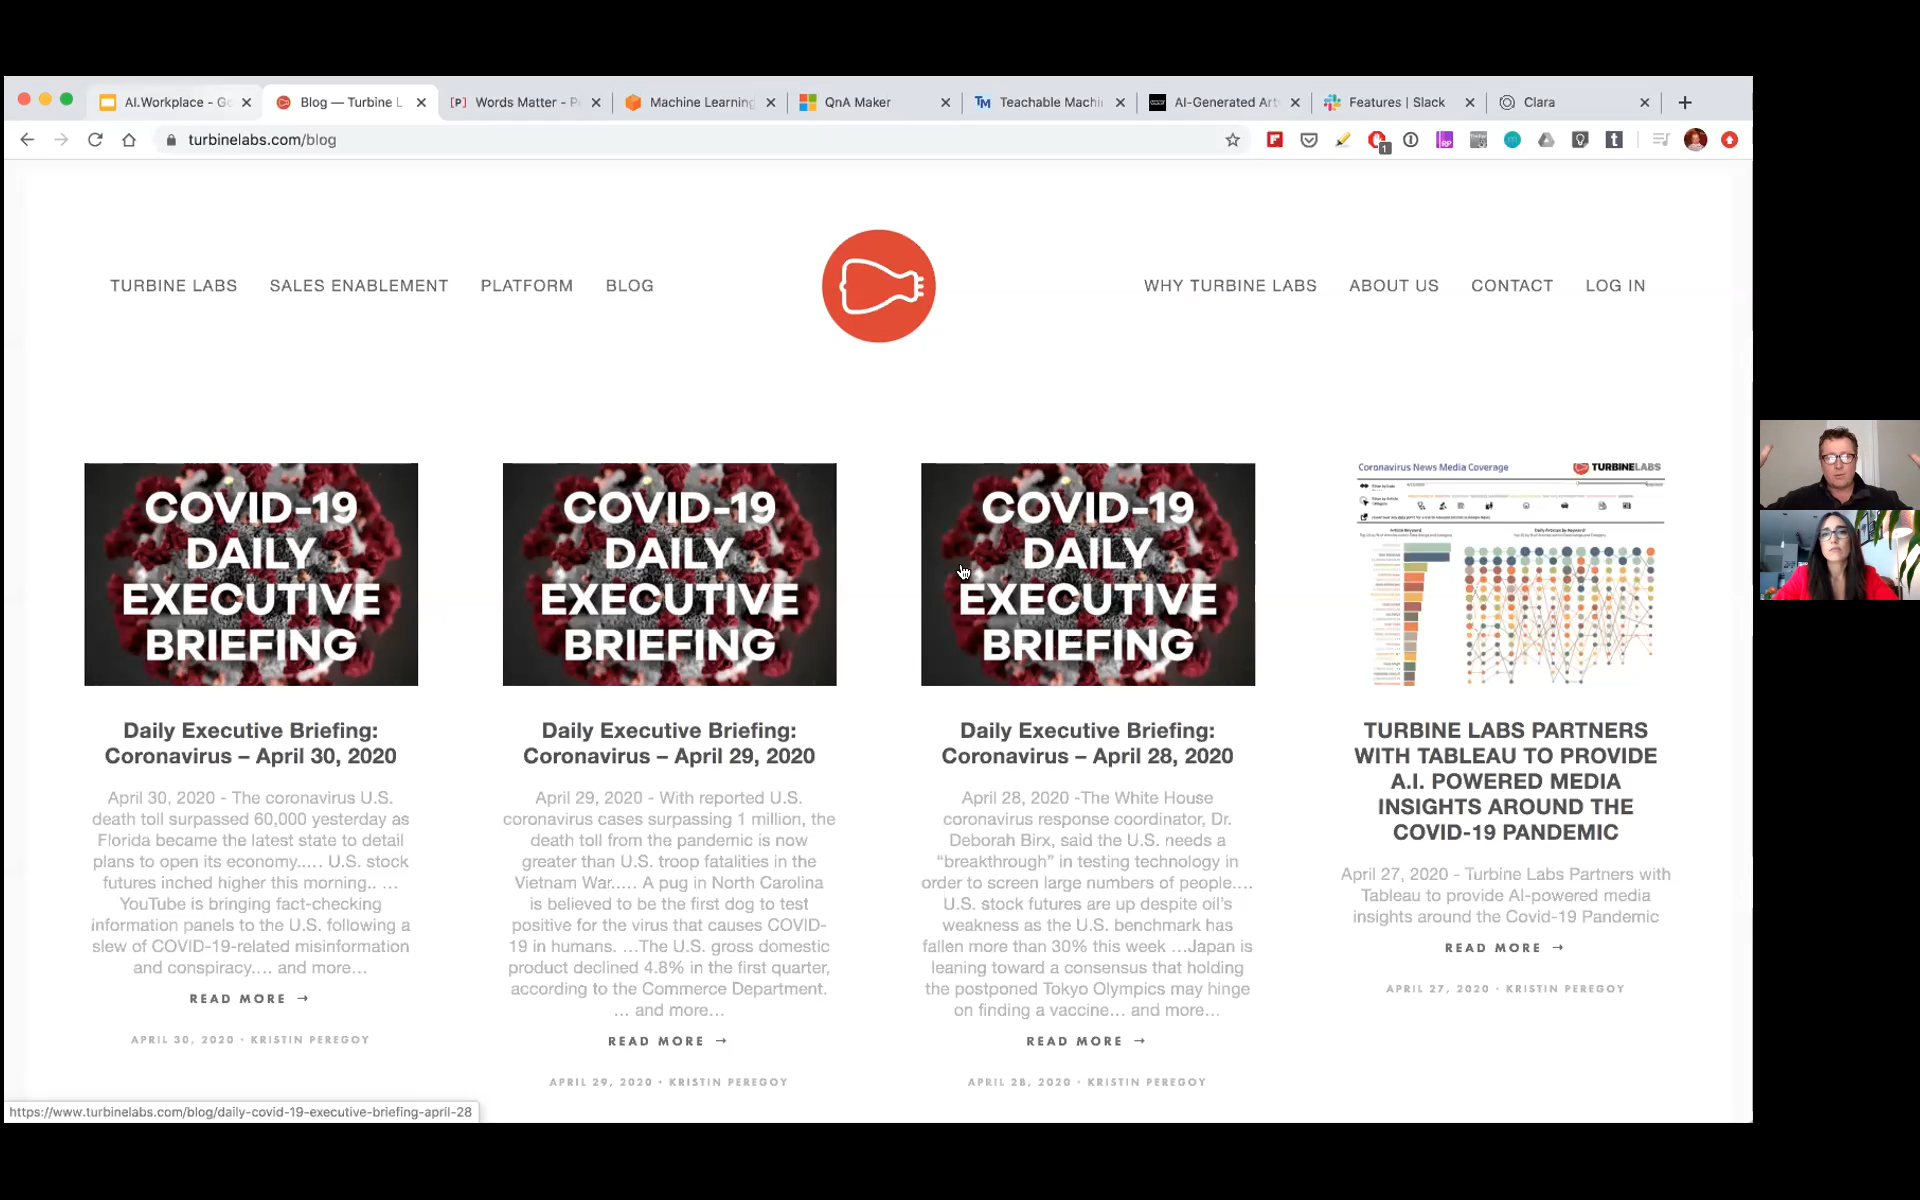 AI.Workplace - Go
Blog — Turbine L
[P] Words Matter - P
Machine Learning
QnA Maker
TM Teachable Machi
AI-Generated Art
Features | Slack
Clara
turbinelabs.com/blog
1
RP
t
TURBINE LABS SALES ENABLEMENT PLATFORM BLOG
WHY TURBINE LABS ABOUT US CONTACT LOG IN
COVID-19
DAILY
EXECUTIVE
BRIEFING
Daily Executive Briefing:
Coronavirus – April 30, 2020
April 30, 2020 - The coronavirus U.S.
death toll surpassed 60,000 yesterday as
Florida became the latest state to detail
plans to open its economy..... U.S. stock
futures inched higher this morning.. ...
YouTube is bringing fact-checking
information panels to the U.S. following a
slew of COVID-19-related misinformation
and conspiracy.... and more...
READ MORE →
APRIL 30, 2020 · KRISTIN PEREGOY
COVID-19
DAILY
EXECUTIVE
BRIEFING
Daily Executive Briefing:
Coronavirus – April 29, 2020
April 29, 2020 - With reported U.S.
coronavirus cases surpassing 1 million, the
death toll from the pandemic is now
greater than U.S. troop fatalities in the
Vietnam War..... A pug in North Carolina
is believed to be the first dog to test
positive for the virus that causes COVID-
19 in humans. ...The U.S. gross domestic
product declined 4.8% in the first quarter,
according to the Commerce Department.
... and more...
READ MORE →
APRIL 29, 2020 · KRISTIN PEREGOY
COVID-19
DAILY
EXECUTIVE
BRIEFING
Daily Executive Briefing:
Coronavirus – April 28, 2020
April 28, 2020 -The White House
coronavirus response coordinator, Dr.
Deborah Birx, said the U.S. needs a
“breakthrough” in testing technology in
order to screen large numbers of people....
U.S. stock futures are up despite oil’s
weakness as the U.S. benchmark has
fallen more than 30% this week ...Japan is
leaning toward a consensus that holding
the postponed Tokyo Olympics may hinge
on finding a vaccine... and more...
READ MORE →
APRIL 28, 2020 · KRISTIN PEREGOY
Coronavirus News Media Coverage
TURBINELABS
TURBINE LABS PARTNERS
WITH TABLEAU TO PROVIDE
A.I. POWERED MEDIA
INSIGHTS AROUND THE
COVID-19 PANDEMIC
April 27, 2020 - Turbine Labs Partners with
Tableau to provide AI-powered media
insights around the Covid-19 Pandemic
READ MORE →
APRIL 27, 2020 · KRISTIN PEREGOY
https://www.turbinelabs.com/blog/daily-covid-19-executive-briefing-april-28